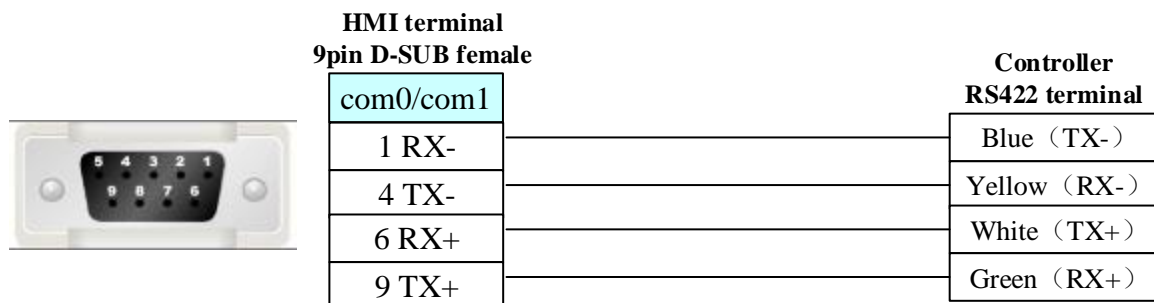 HMI terminal
9pin D-SUB female
com0/com1
1 RX-
4 TX-
6 RX+
9 TX+
Controller
RS422 terminal
Blue（TX-）
Yellow（RX-）
White（TX+）
Green（RX+）
5 4 3 2 1
9 8 7 6